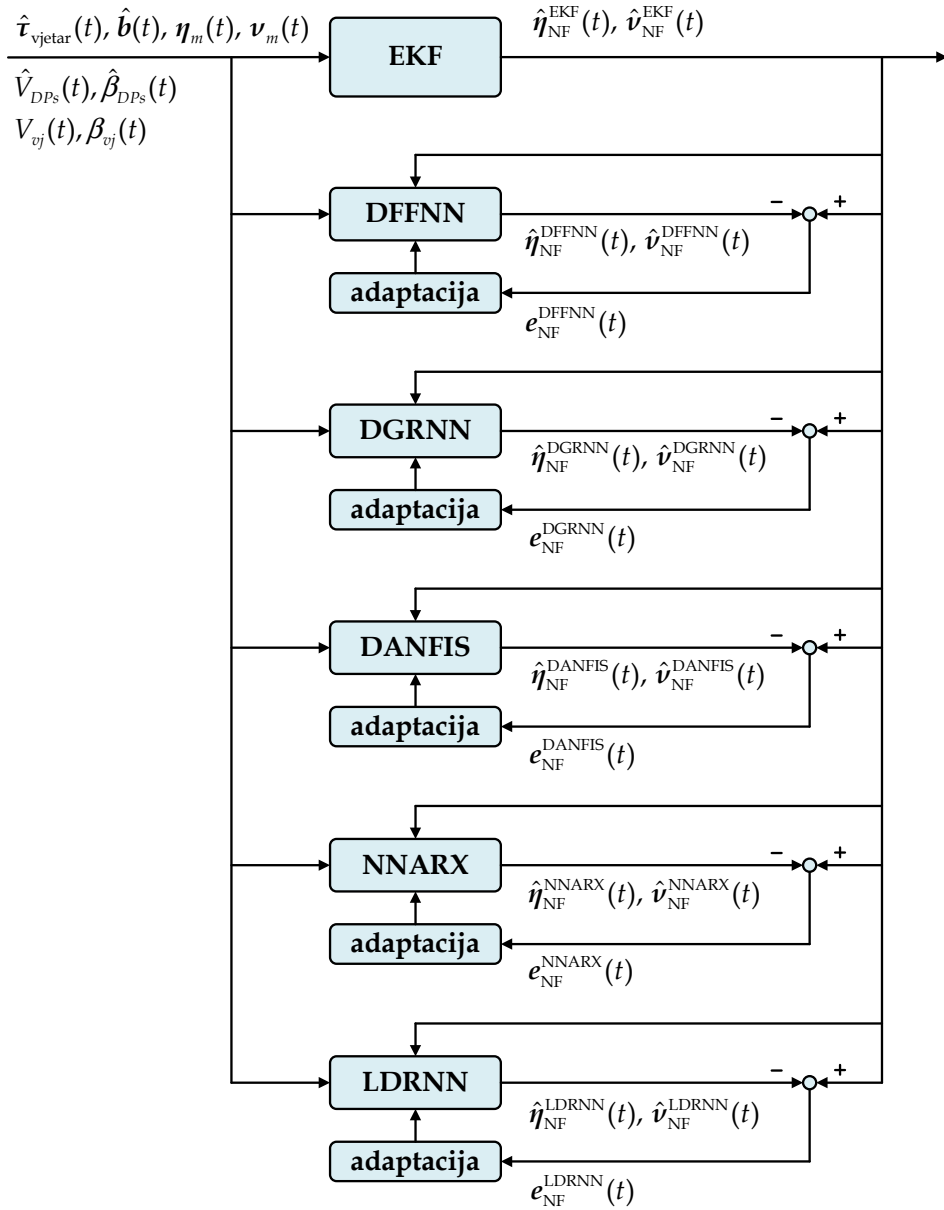 τ̂_vjetar(t), b̂(t), η_m(t), ν_m(t)
η̂_NF^EKF(t), ν̂_NF^EKF(t)
EKF
V̂_DPs(t), β̂_DPs(t)
V_vj(t), β_vj(t)
DFFNN
− +
η̂_NF^DFFNN(t), ν̂_NF^DFFNN(t)
adaptacija
e_NF^DFFNN(t)
DGRNN
− +
η̂_NF^DGRNN(t), ν̂_NF^DGRNN(t)
adaptacija
e_NF^DGRNN(t)
DANFIS
− +
η̂_NF^DANFIS(t), ν̂_NF^DANFIS(t)
adaptacija
e_NF^DANFIS(t)
NNARX
− +
η̂_NF^NNARX(t), ν̂_NF^NNARX(t)
adaptacija
e_NF^NNARX(t)
LDRNN
− +
η̂_NF^LDRNN(t), ν̂_NF^LDRNN(t)
adaptacija
e_NF^LDRNN(t)